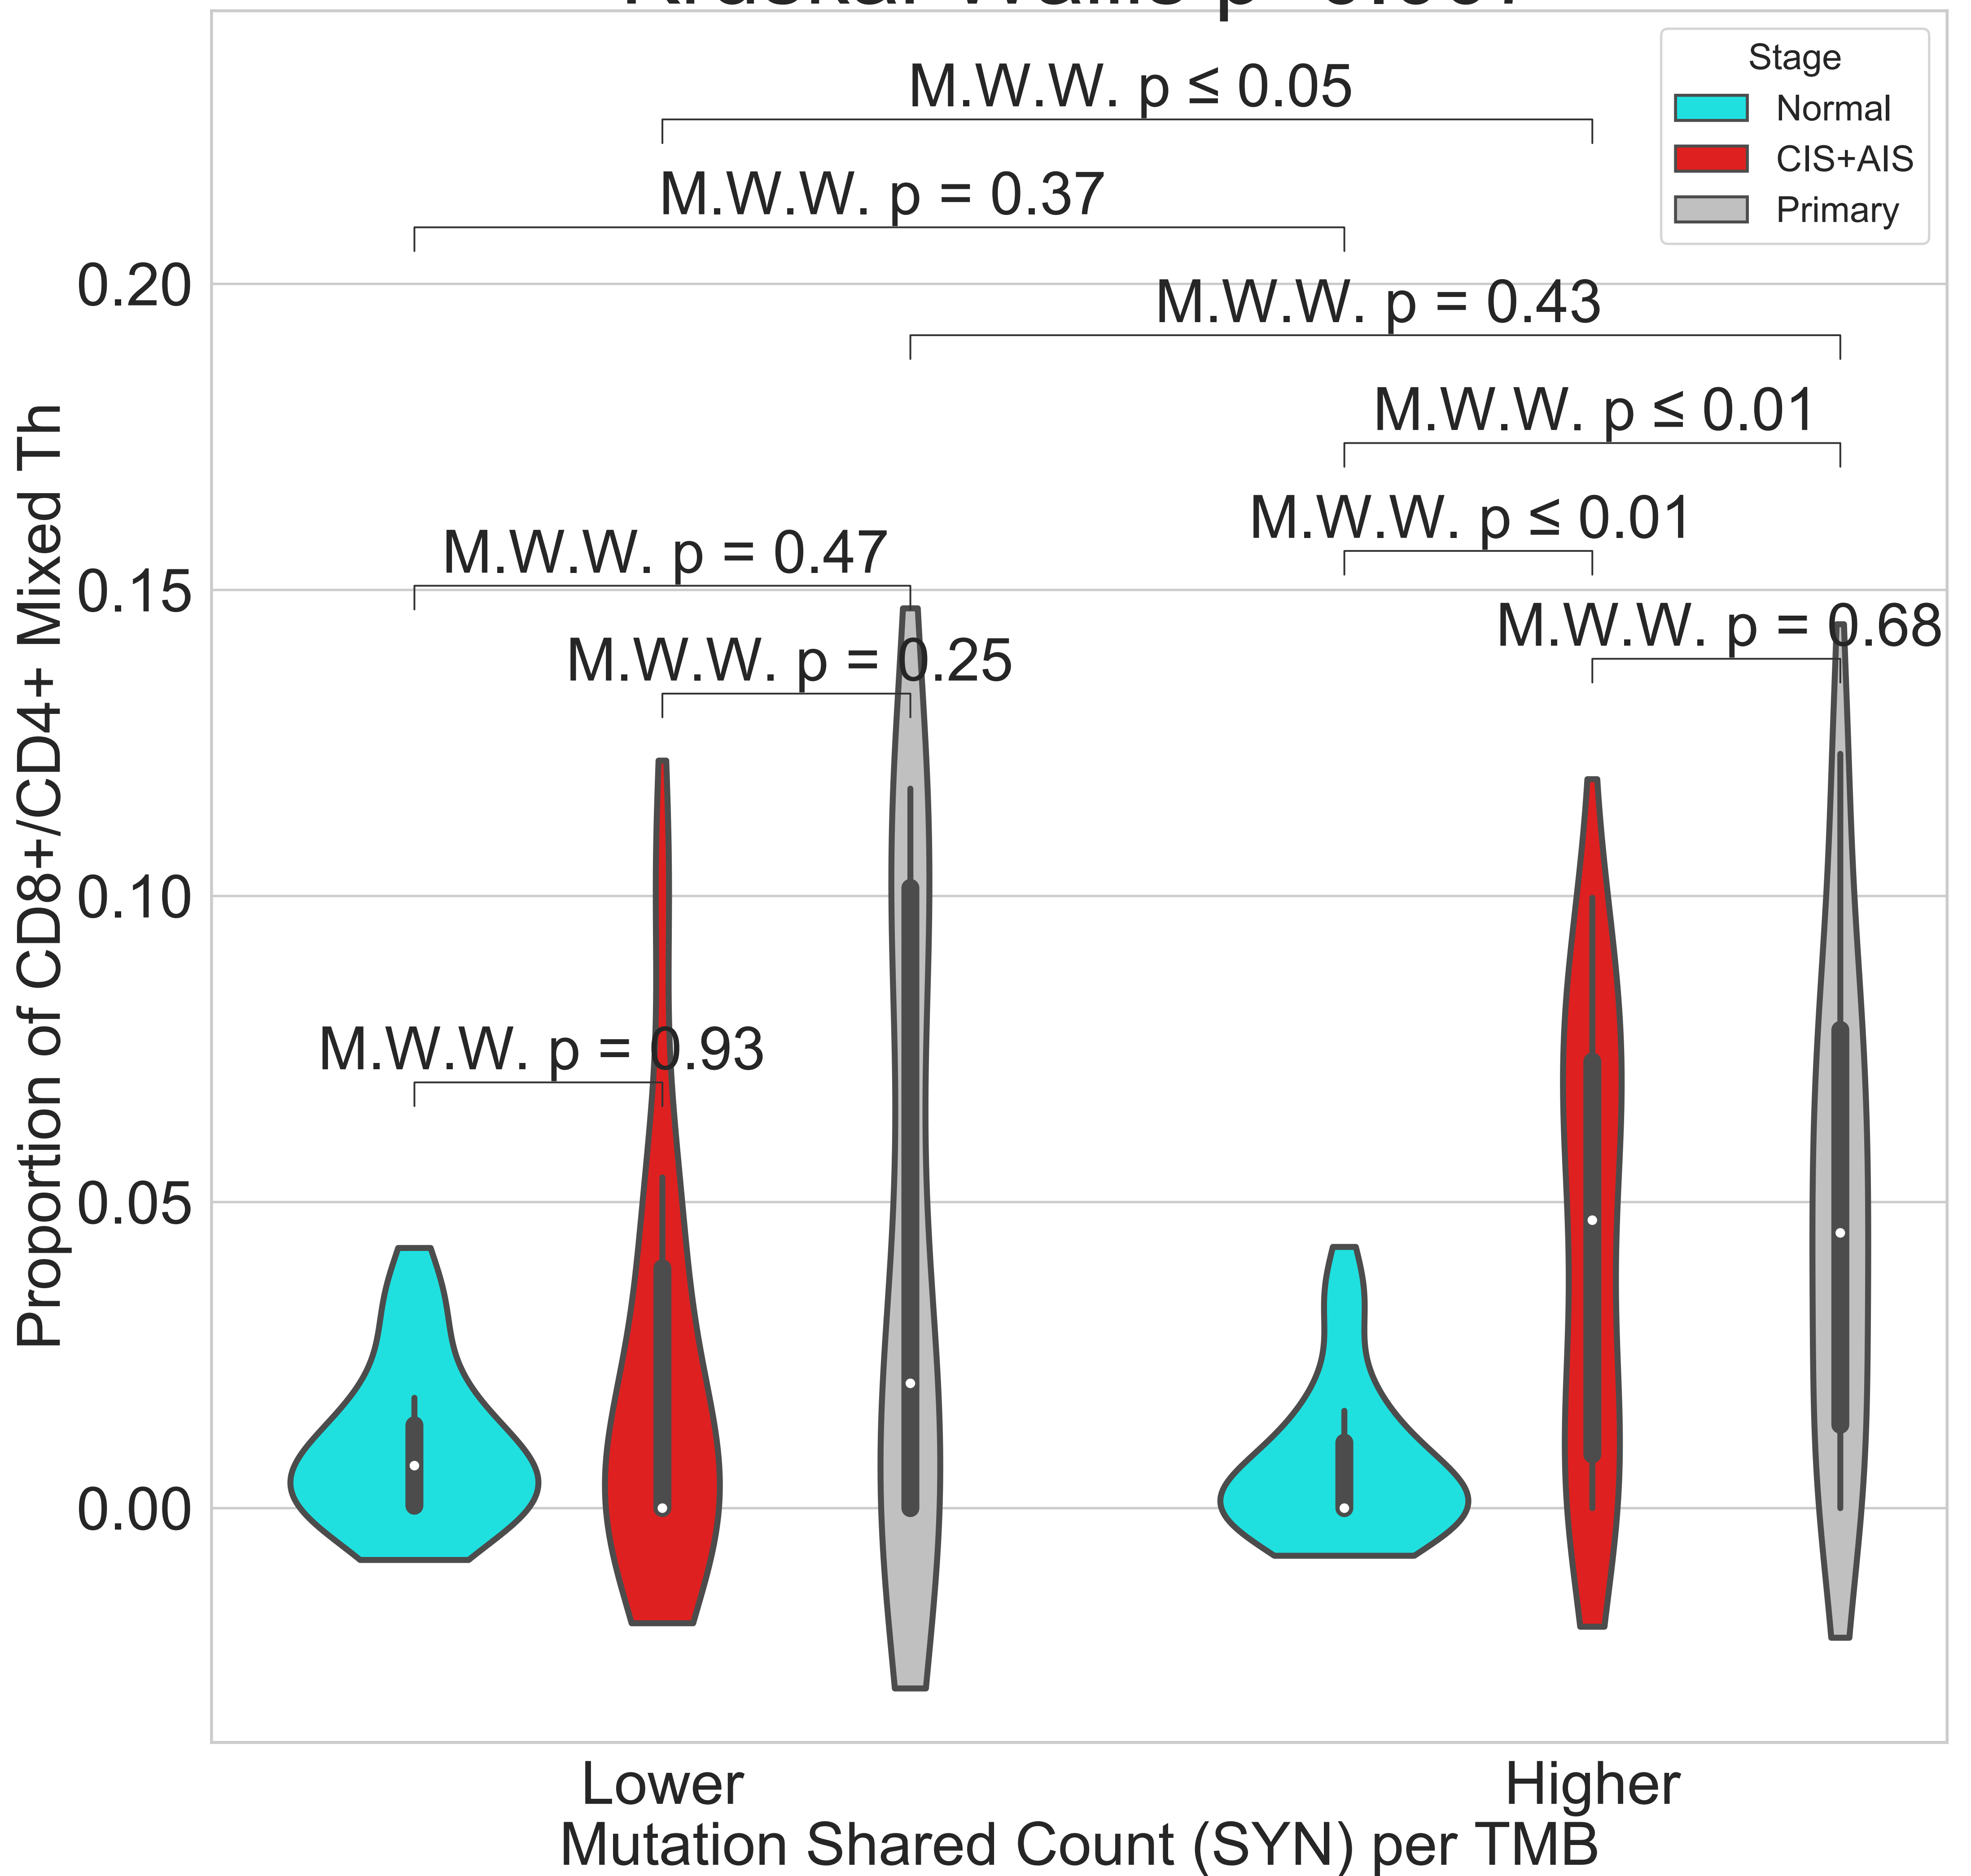 Stage
Normal
CIS+AIS
Primary
M.W.W. p ≤ 0.05
M.W.W. p = 0.37
M.W.W. p = 0.43
M.W.W. p ≤ 0.01
M.W.W. p ≤ 0.01
M.W.W. p = 0.47
M.W.W. p = 0.68
M.W.W. p = 0.25
M.W.W. p = 0.93
Proportion of CD8+/CD4+ Mixed Th
0.20
0.15
0.10
0.05
0.00
Lower
Higher
Mutation Shared Count (SYN) per TMB